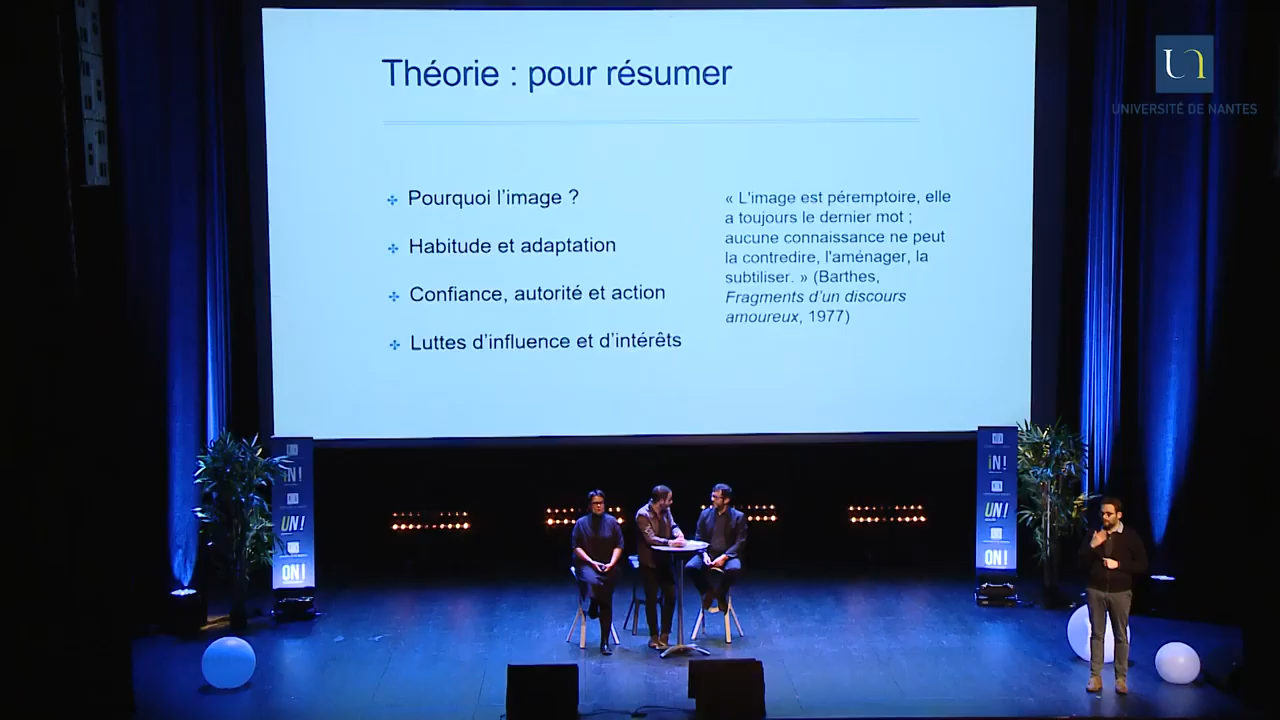 Théorie : pour résumer
Pourquoi l'image ?
Habitude et adaptation
Confiance, autorité et action
Luttes d'influence et d'intérêts
« L'image est péremptoire, elle
a toujours le dernier mot ;
aucune connaissance ne peut
la contredire, l'aménager, la
subtiliser. » (Barthes,
Fragments d'un discours
amoureux, 1977)
UN
UNIVERSITÉ DE NANTES
IN!
UN!
ON!
IN!
UN!
ON!